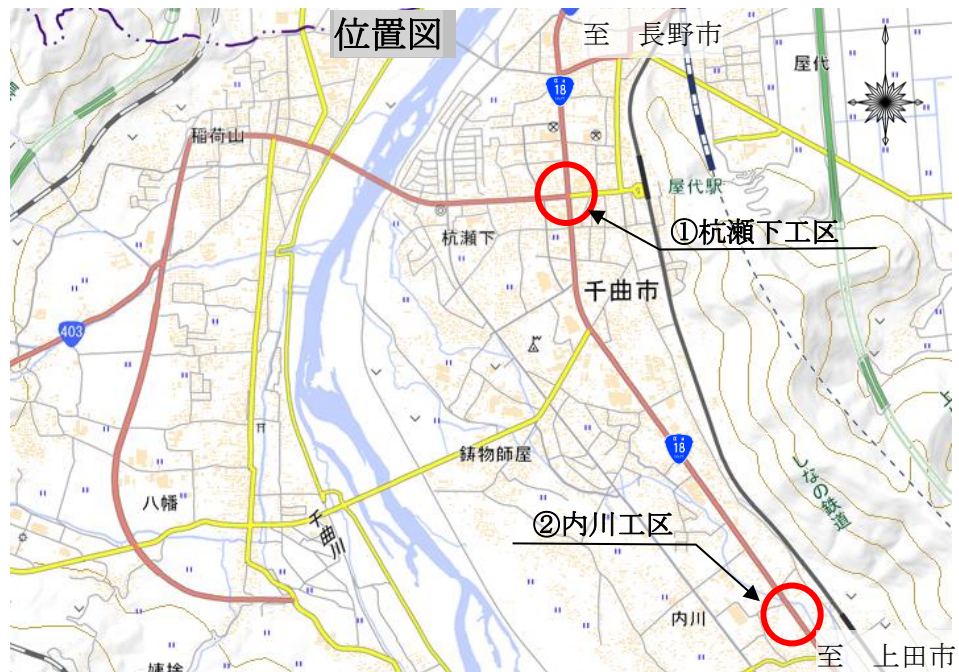 位置図
至 長野市
18
屋代
稲荷山
屋代駅
①杭瀬下工区
杭瀬下
千曲市
403
鋳物師屋
18
しなの鉄道
八幡
千曲川
②内川工区
内川
至 上田市